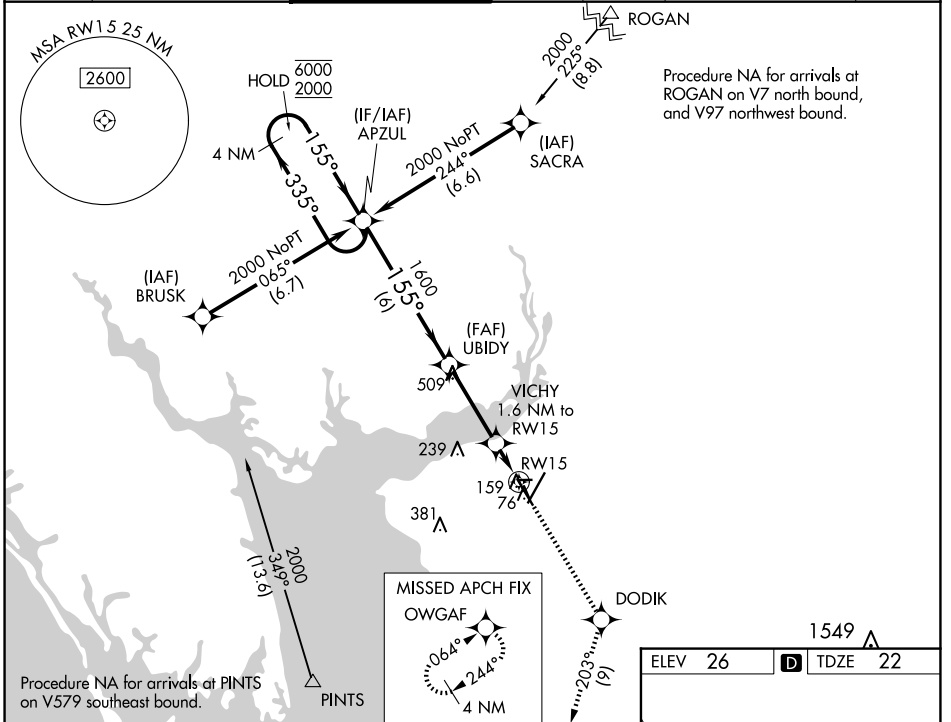 MSA RW15 25 NM
2600
HOLD 6000
2000
4 NM
155°
335°
(IF/IAF)
APZUL
ROGAN
2000
225°
(8.8)
Procedure NA for arrivals at
ROGAN on V7 north bound,
and V97 northwest bound.
(IAF)
SACRA
2000 NoPT
244°
(6.6)
2000 NoPT
065°
(6.7)
(IAF)
BRUSK
1600
155°
(6)
(FAF)
UBIDY
509
VICHY
1.6 NM to
RW15
239
RW15
159
76
381
2000
349°
(13.6)
MISSED APCH FIX
OWGAF
064°
244°
4 NM
DODIK
203°
(9)
1549
ELEV 26
D
TDZE 22
Procedure NA for arrivals at PINTS
on V579 southeast bound.
PINTS